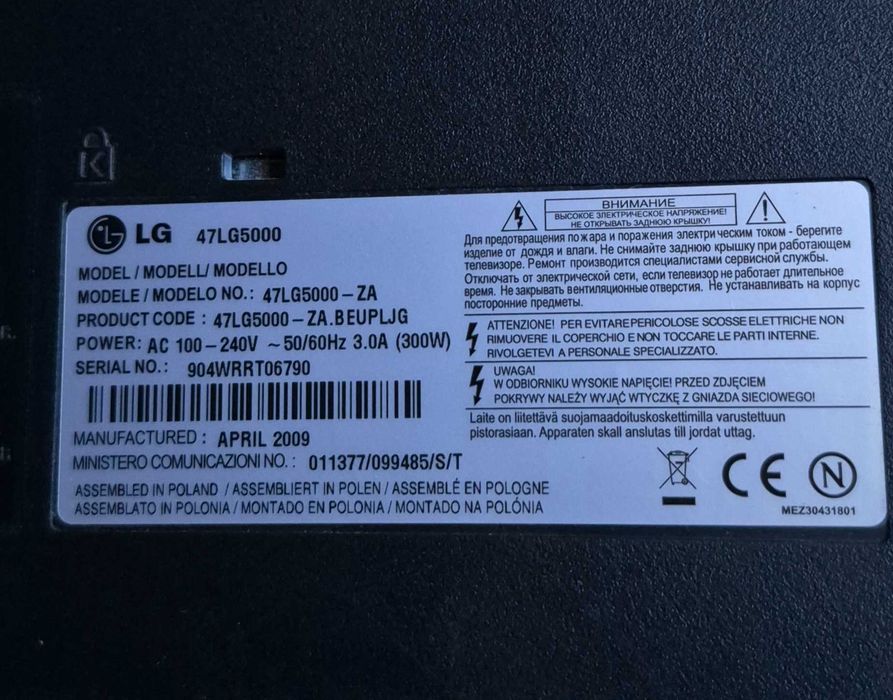 K
LG 47LG5000
MODEL / MODELL/ MODELLO
MODELE / MODELO NO.: 47LG5000-ZA
PRODUCT CODE : 47LG5000-ZA.BEUPLJG
POWER: AC 100-240V ~50/60Hz 3.0A (300W)
SERIAL NO.: 904WRRT06790
MANUFACTURED : APRIL 2009
MINISTERO COMUNICAZIONI NO.: 011377/099485/S/T
ASSEMBLED IN POLAND / ASSEMBLIERT IN POLEN / ASSEMBLÉ EN POLOGNE
ASSEMBLATO IN POLONIA / MONTADO EN POLONIA / MONTADO NA POLÓNIA
ВНИМАНИЕ
ВЫСОКОЕ ЭЛЕКТРИЧЕСКОЕ НАПРЯЖЕНИЕ!
НЕ ОТКРЫВАТЬ ЗАДНЮЮ КРЫШКУ!
Для предотвращения пожара и поражения электрическим током - берегите
изделие от дождя и влаги. Не снимайте заднюю крышку при работающем
телевизоре. Ремонт производится специалистами сервисной службы.
Отключать от электрической сети, если телевизор не работает длительное
время. Не закрывать вентиляционные отверстия. Не устанавливать на корпус
посторонние предметы.
ATTENZIONE! PER EVITARE PERICOLOSE SCOSSE ELETTRICHE NON
RIMUOVERE IL COPERCHIO E NON TOCCARE LE PARTI INTERNE.
RIVOLGETEVI A PERSONALE SPECIALIZZATO.
UWAGA!
W ODBIORNIKU WYSOKIE NAPIĘCIE! PRZED ZDJĘCIEM
POKRYWY NALEŻY WYJĄĆ WTYCZKĘ Z GNIAZDA SIECIOWEGO!
Laite on liitettävä suojamaadoituskoskettimilla varustettuun
pistorasiaan. Apparaten skall anslutas till jordat uttag.
CE N
MEZ30431801